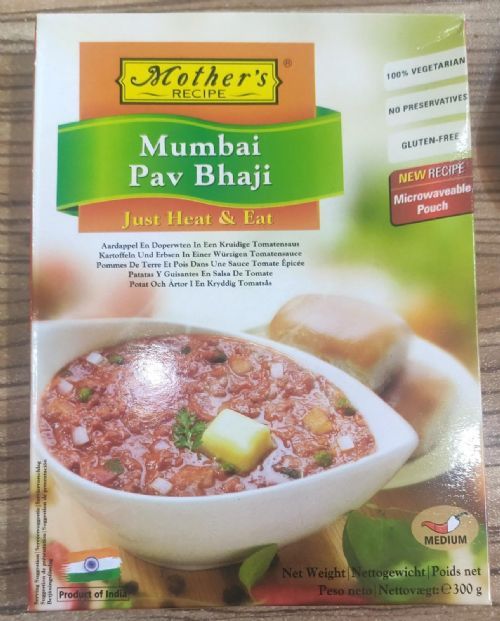 Mother's®
RECIPE
Mumbai
Pav Bhaji
Just Heat & Eat
100% VEGETARIAN
NO PRESERVATIVES
GLUTEN-FREE
NEW RECIPE
Microwaveable
Pouch
Aardappel En Doperwten In Een Kruidige Tomatensaus
Kartoffeln Und Erbsen In Einer Würzigen Tomatensauce
Pommes De Terre Et Pois Dans Une Sauce Tomate Épicée
Patatas Y Guisantes En Salsa De Tomate
Potat Och Ärtor I En Kryddig Tomatsås
MEDIUM
Product of India
Net Weight|Nettogewicht|Poids net
Peso neto|Nettovægt: ℮300 g